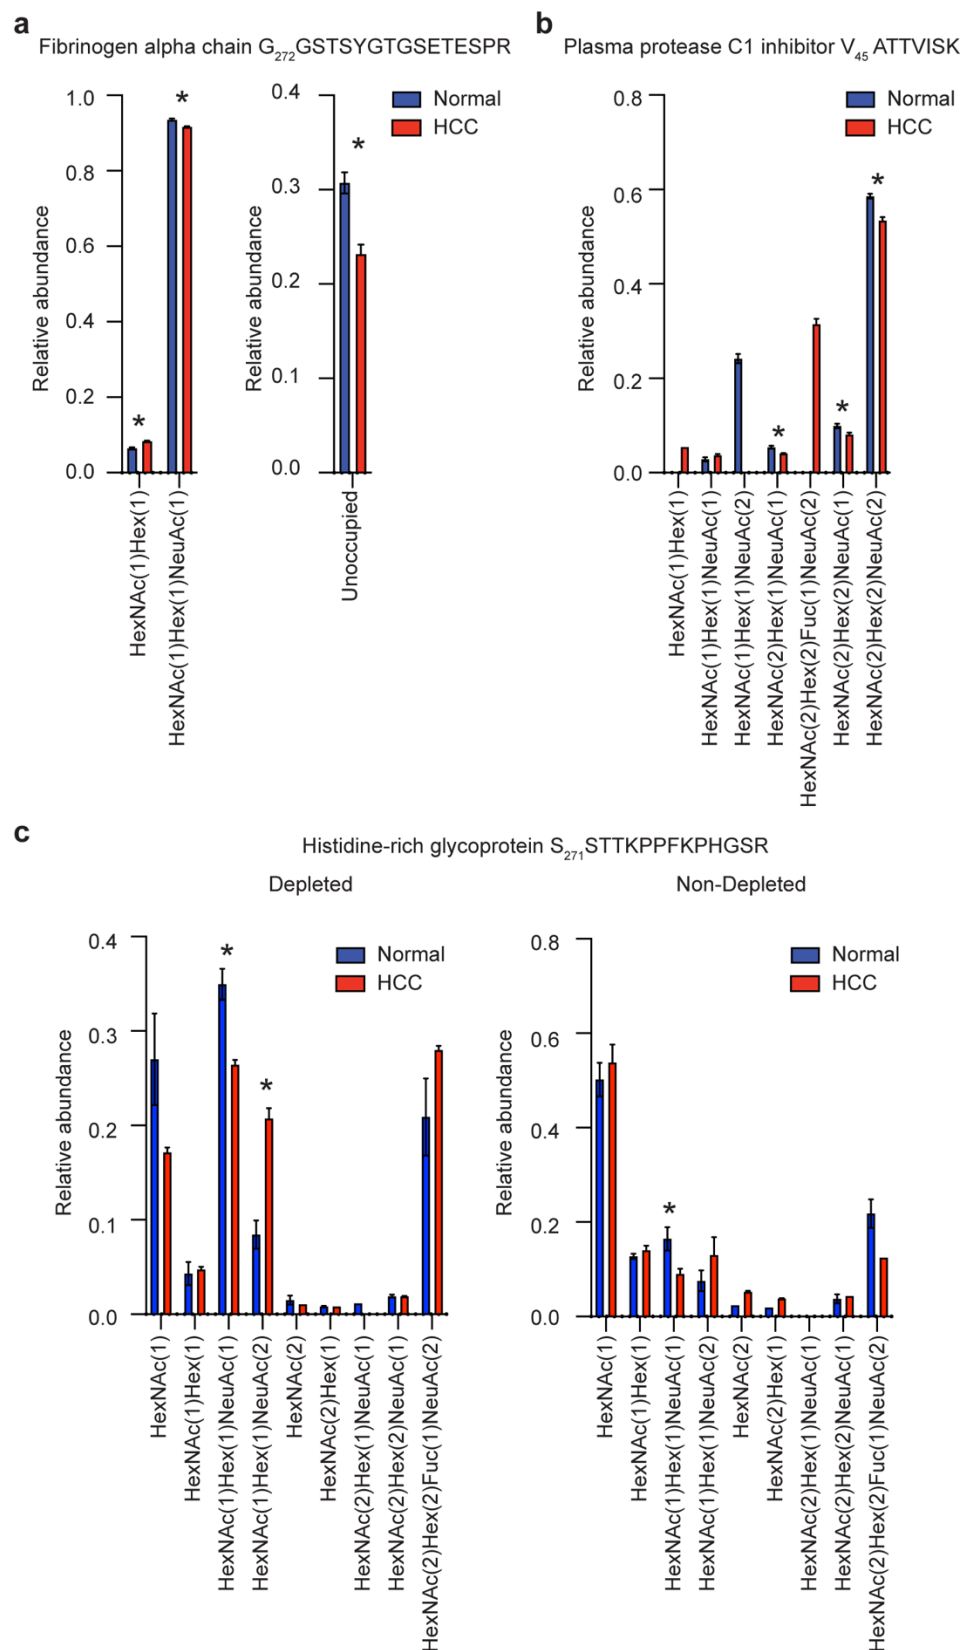 a
Fibrinogen alpha chain G272GSTSYGTGSETESPR
Relative abundance
1.0
0.8
0.6
0.4
0.2
0.0
*
*
HexNAc(1)Hex(1)
HexNAc(1)Hex(1)NeuAc(1)
Relative abundance
0.4
0.3
0.2
0.1
0.0
*
Unoccupied
Normal
HCC
b
Plasma protease C1 inhibitor V45 ATTVISK
Relative abundance
0.8
0.6
0.4
0.2
0.0
Normal
HCC
*
*
*
HexNAc(1)Hex(1)
HexNAc(1)Hex(1)NeuAc(1)
HexNAc(1)Hex(1)NeuAc(2)
HexNAc(2)Hex(1)NeuAc(1)
HexNAc(2)Hex(2)Fuc(1)NeuAc(2)
HexNAc(2)Hex(2)NeuAc(1)
HexNAc(2)Hex(2)NeuAc(2)
c
Histidine-rich glycoprotein S271STTKPPFKPHGSR
Depleted
Relative abundance
0.4
0.3
0.2
0.1
0.0
*
*
Normal
HCC
HexNAc(1)
HexNAc(1)Hex(1)
HexNAc(1)Hex(1)NeuAc(1)
HexNAc(1)Hex(1)NeuAc(2)
HexNAc(2)
HexNAc(2)Hex(1)
HexNAc(2)Hex(1)NeuAc(1)
HexNAc(2)Hex(2)NeuAc(1)
HexNAc(2)Hex(2)Fuc(1)NeuAc(2)
Non-Depleted
Relative abundance
0.8
0.6
0.4
0.2
0.0
*
Normal
HCC
HexNAc(1)
HexNAc(1)Hex(1)
HexNAc(1)Hex(1)NeuAc(1)
HexNAc(1)Hex(1)NeuAc(2)
HexNAc(2)
HexNAc(2)Hex(1)
HexNAc(2)Hex(1)NeuAc(1)
HexNAc(2)Hex(2)NeuAc(1)
HexNAc(2)Hex(2)Fuc(1)NeuAc(2)